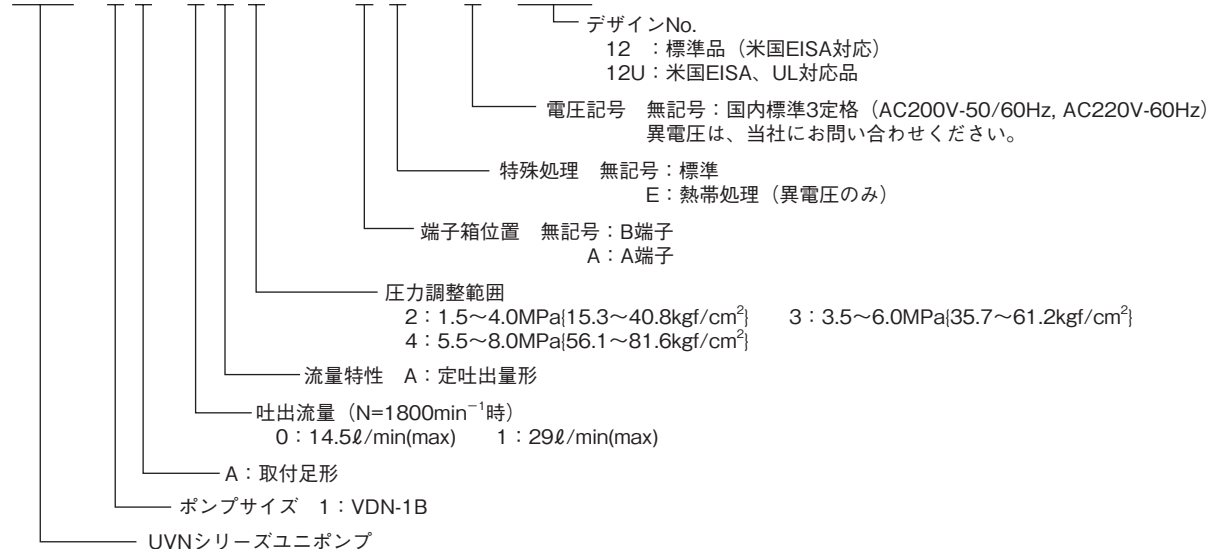 デザインNo.
12 ：標準品（米国EISA対応）
12U：米国EISA、UL対応品
電圧記号 無記号：国内標準3定格（AC200V-50/60Hz, AC220V-60Hz）
異電圧は、当社にお問い合わせください。
特殊処理 無記号：標準
E：熱帯処理（異電圧のみ）
端子箱位置 無記号：B端子
A：A端子
圧力調整範囲
2：1.5～4.0MPa{15.3～40.8kgf/cm²} 3：3.5～6.0MPa{35.7～61.2kgf/cm²}
4：5.5～8.0MPa{56.1～81.6kgf/cm²}
流量特性 A：定吐出量形
吐出流量（N=1800min⁻¹時）
0：14.5ℓ/min(max) 1：29ℓ/min(max)
A：取付足形
ポンプサイズ 1：VDN-1B
UVNシリーズユニポンプ